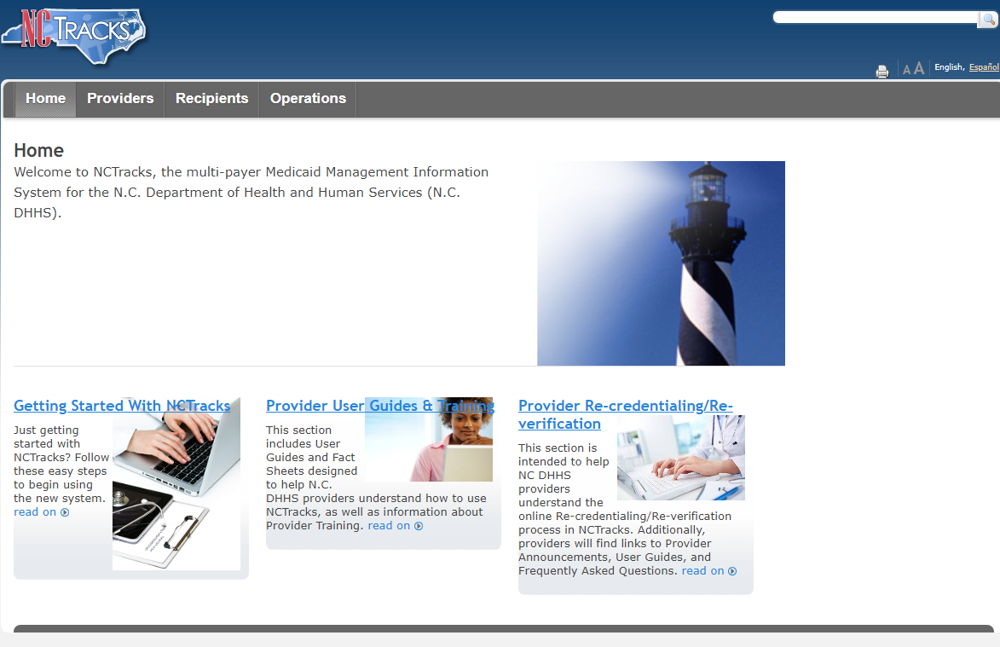 NC TRACKS
English, Español
Home Providers Recipients Operations
Home
Welcome to NCTracks, the multi-payer Medicaid Management Information
System for the N.C. Department of Health and Human Services (N.C.
DHHS).
Getting Started With NCTracks
Just getting
started with
NCTracks? Follow
these easy steps
to begin using
the new system.
read on
Provider User Guides & Training
This section
includes User
Guides and Fact
Sheets designed
to help N.C.
DHHS providers understand how to use
NCTracks, as well as information about
Provider Training. read on
Provider Re-credentialing/Re-
verification
This section is
intended to help
NC DHHS
providers
understand the
online Re-credentialing/Re-verification
process in NCTracks. Additionally,
providers will find links to Provider
Announcements, User Guides, and
Frequently Asked Questions. read on